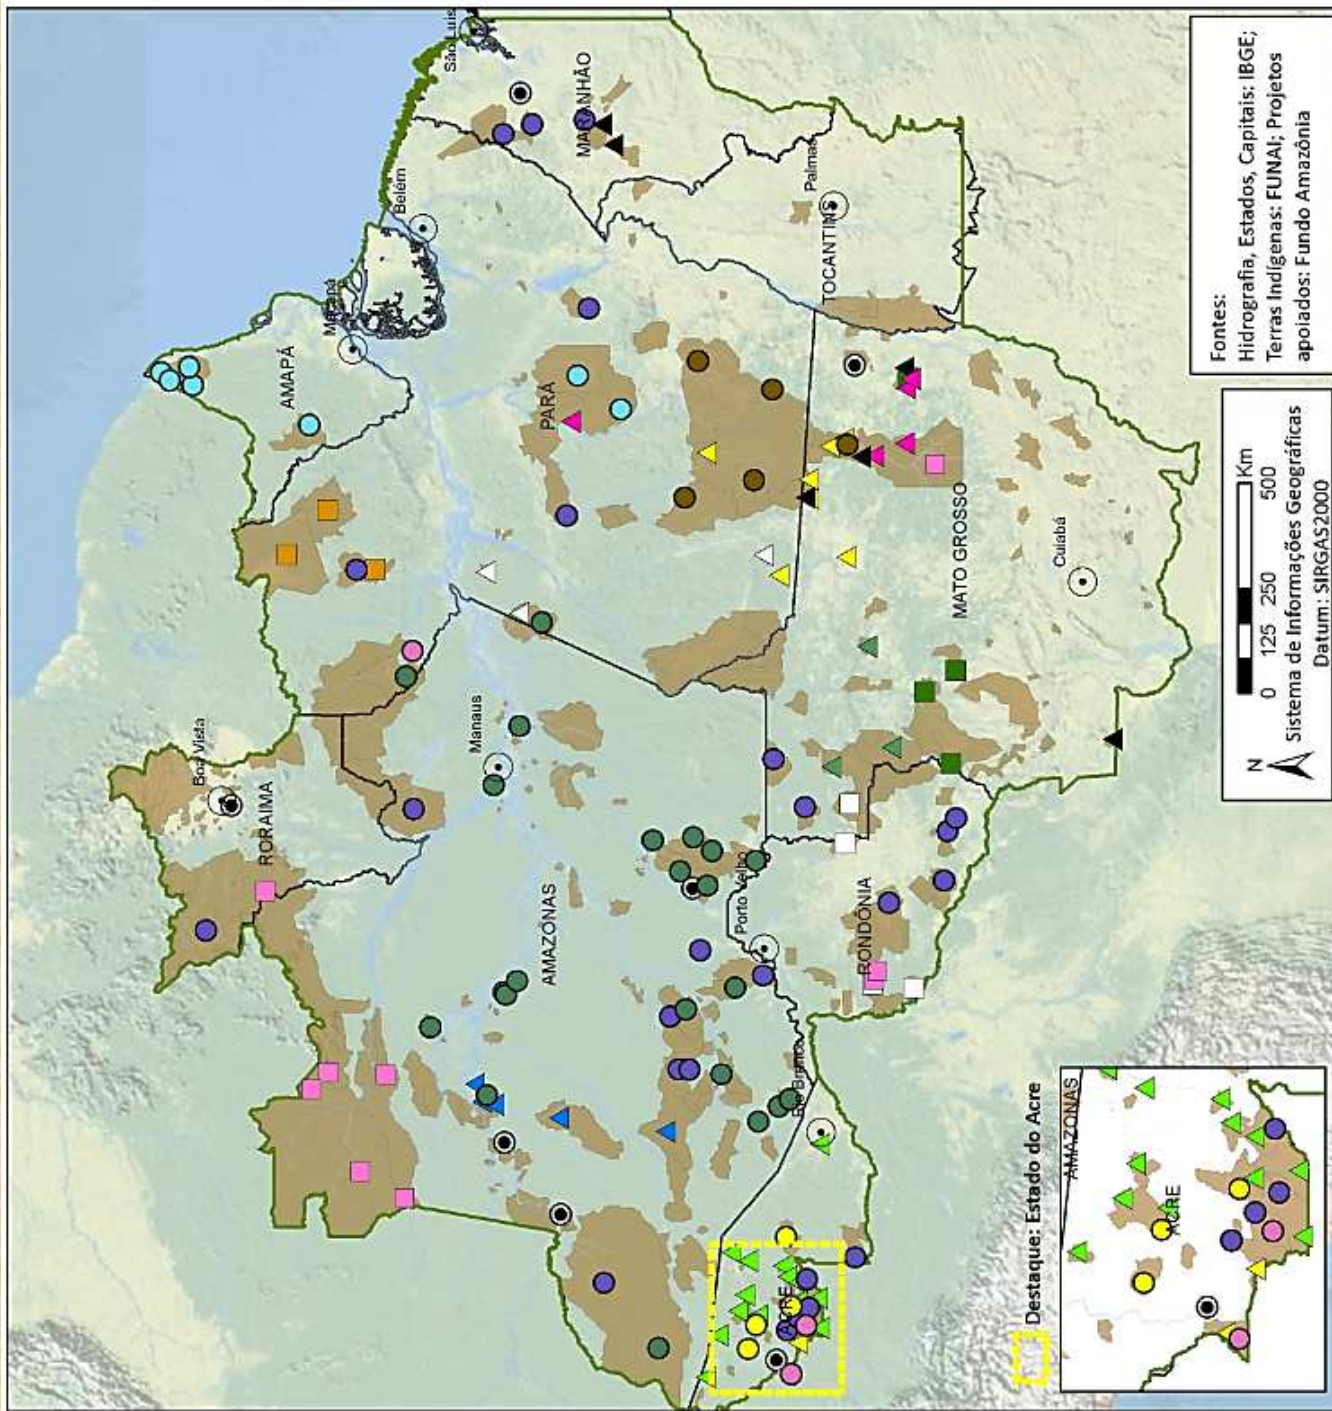 São Luís
Macapá
Belém
AMAPÁ
MARANHÃO
Boa Vista
RORAIMA
PARÁ
Manaus
Palmas
TOCANTINS
AMAZONAS
Porto Velho
MATO GROSSO
RONDÔNIA
Rio Branco
Cuiabá
ACRE
Destaque: Estado do Acre
AMAZONAS
ACRE
N
0 125 250 500 Km
Sistema de Informações Geográficas
Datum: SIRGAS2000
Fontes:
Hidrografia, Estados, Capitais: IBGE;
Terras Indígenas: FUNAI; Projetos
apoiados: Fundo Amazônia